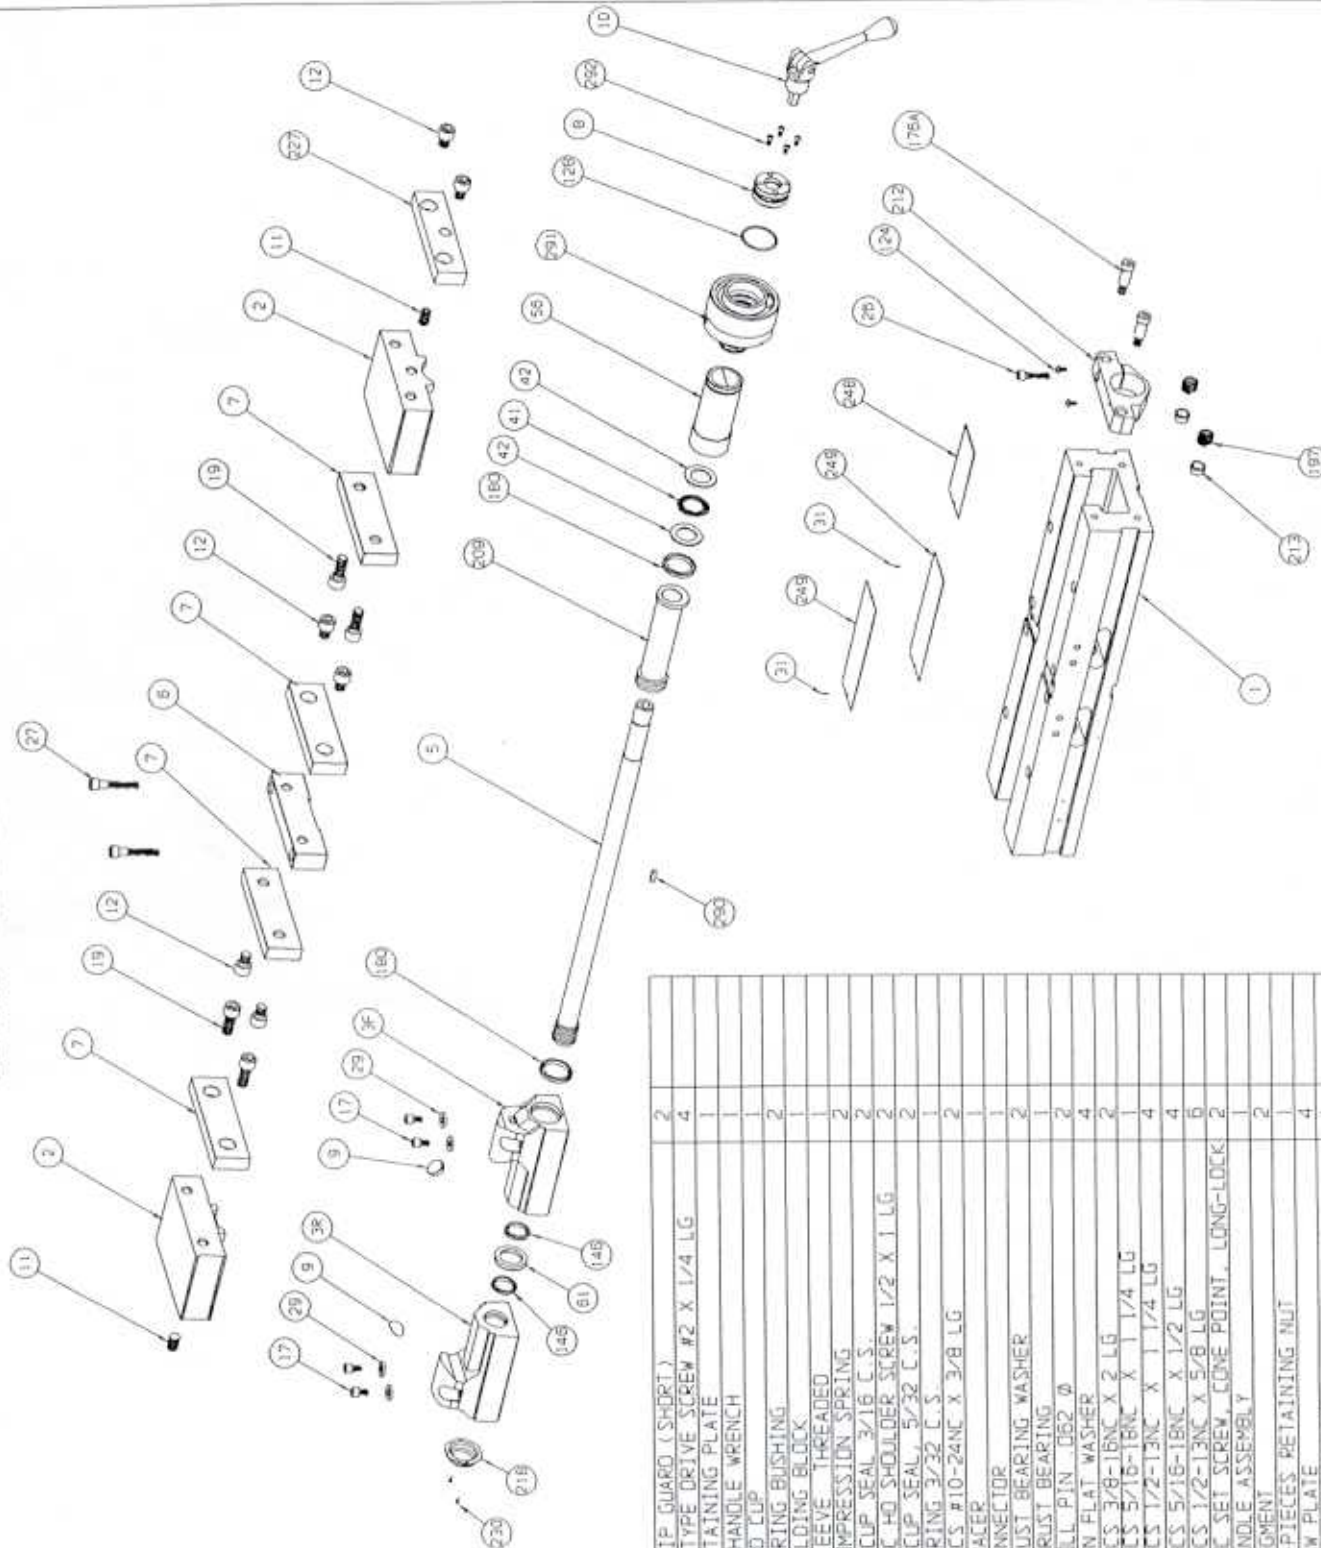 10
12
292
227
8
176A
126
212
11
291
124
2
56
26
42
248
7
41
19
42
249
180
12
31
197
209
213
7
249
6
31
27
5
1
7
12
290
19
180
3F
7
29
17
2
9
3R
146
9
61
11
29
146
17
216
230
IP GUARD (SHORT) 2
TYPE DRIVE SCREW #2 X 1/4 LG 4
TAINING PLATE 1
HANDLE WRENCH 1
D CUP 1
RING BUSHING 2
LDING BLOCK 1
EEVE THREADED 1
MPRESSION SPRING 2
CUP SEAL 3/16 C.S. 2
C HD SHOULDER SCREW 1/2 X 1 LG 2
CUP SEAL, 5/32 C.S. 2
RING 3/32 C.S. 1
CS #10-24NC X 3/8 LG 2
ACER 1
NNECTOR 1
UST BEARING WASHER 2
RUST BEARING 1
LL PIN .062 Ø 2
N FLAT WASHER 4
CS 3/8-16NC X 2 LG 2
CS 5/16-18NC X 1 1/4 LG 1
CS 1/2-13NC X 1 1/4 LG 4
CS 5/16-18NC X 1/2 LG 4
CS 1/2-13NC X 5/8 LG 6
C SET SCREW, CONE POINT, LONG-LOCK 2
NDLE ASSEMBLY 1
GMENT 2
-PIECES RETAINING NUT 1
W PLATE 4